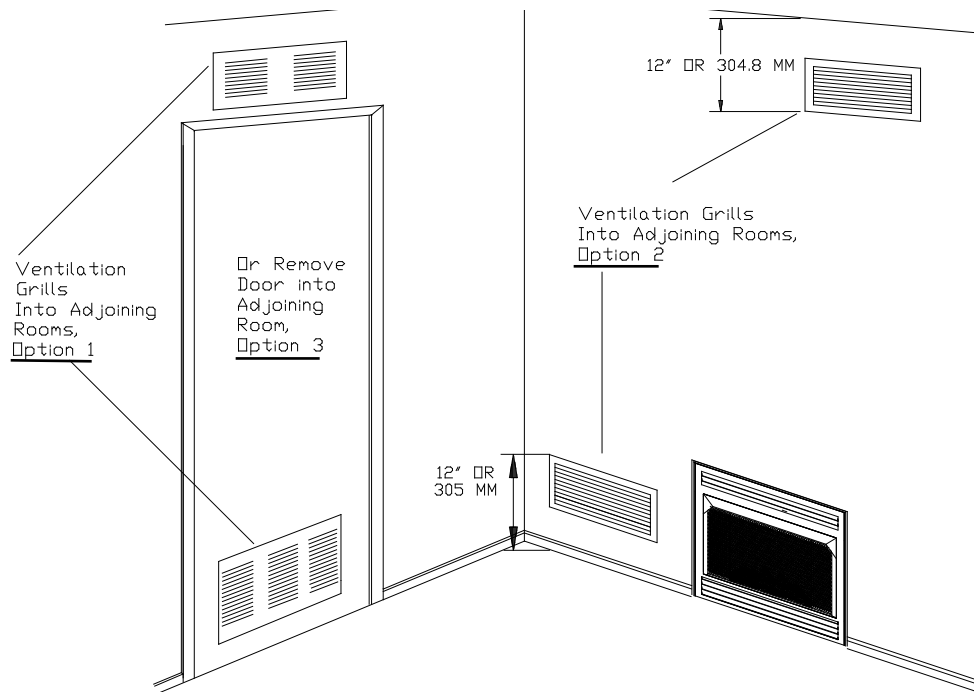 12" OR 304.8 MM
Ventilation Grills
Into Adjoining Rooms,
Option 2
Ventilation
Grills
Into Adjoining
Rooms,
Option 1
Or Remove
Door into
Adjoining
Room,
Option 3
12" OR
305 MM